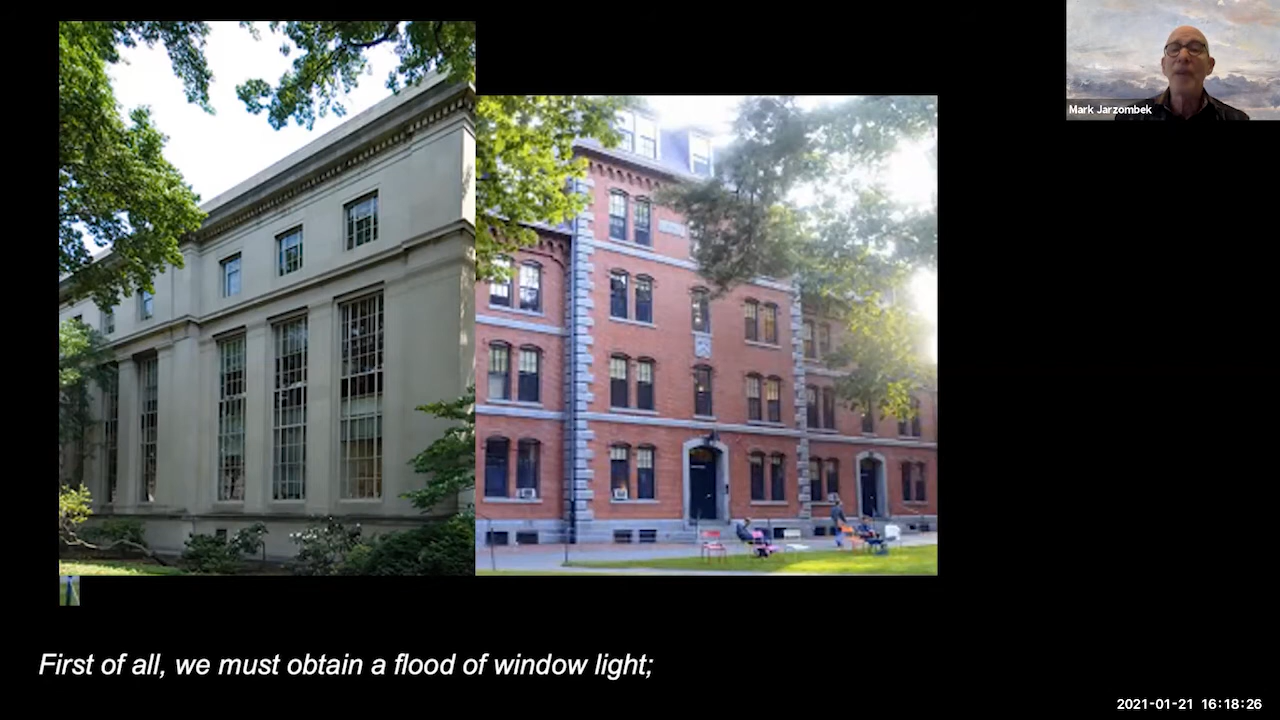 Mark Jarzombek
First of all, we must obtain a flood of window light;
2021-01-21 16:18:26